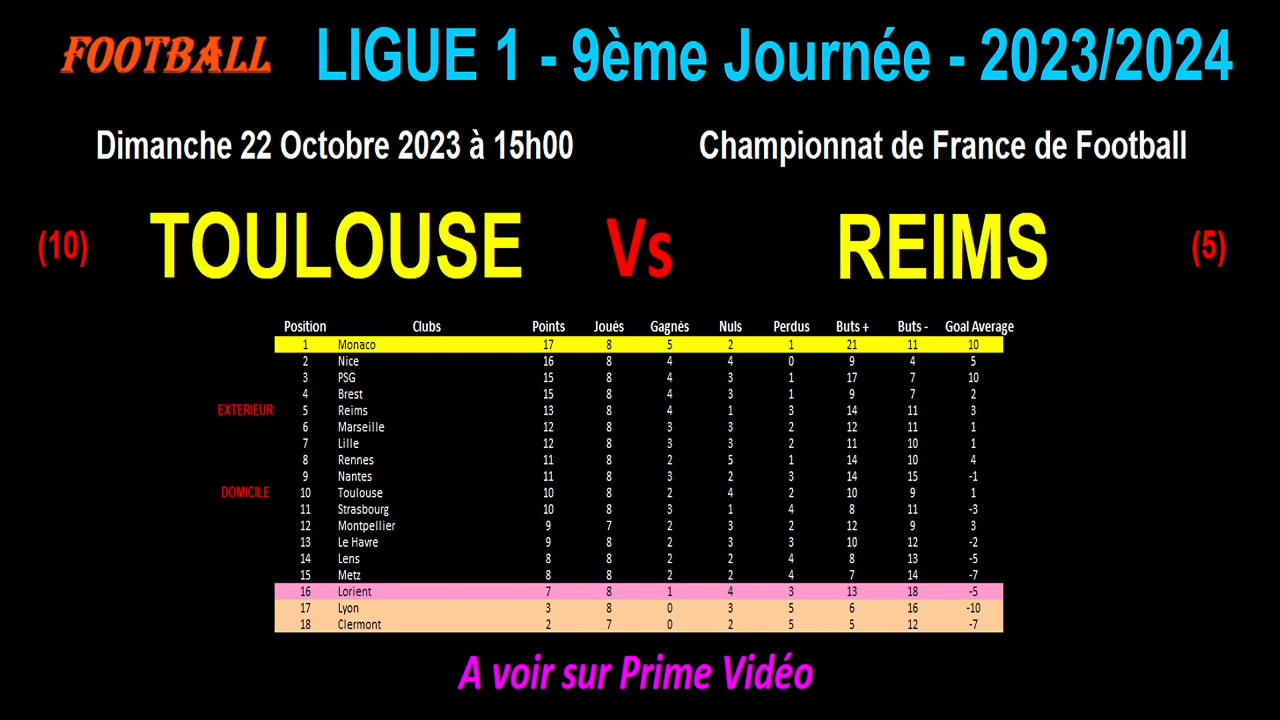 FOOTBALL LIGUE 1 - 9ème Journée - 2023/2024
Dimanche 22 Octobre 2023 à 15h00 Championnat de France de Football
(10) TOULOUSE Vs REIMS (5)
Position Clubs Points Joués Gagnés Nuls Perdus Buts + Buts - Goal Average
1 Monaco 17 8 5 2 1 21 11 10
2 Nice 16 8 4 4 0 9 4 5
3 PSG 15 8 4 3 1 17 7 10
4 Brest 15 8 4 3 1 9 7 2
EXTERIEUR 5 Reims 13 8 4 1 3 14 11 3
6 Marseille 12 8 3 3 2 12 11 1
7 Lille 12 8 3 3 2 11 10 1
8 Rennes 11 8 2 5 1 14 10 4
9 Nantes 11 8 3 2 3 14 15 -1
DOMICILE 10 Toulouse 10 8 2 4 2 10 9 1
11 Strasbourg 10 8 3 1 4 8 11 -3
12 Montpellier 9 7 2 3 2 12 9 3
13 Le Havre 9 8 2 3 3 10 12 -2
14 Lens 8 8 2 2 4 8 13 -5
15 Metz 8 8 2 2 4 7 14 -7
16 Lorient 7 8 1 4 3 13 18 -5
17 Lyon 3 8 0 3 5 6 16 -10
18 Clermont 2 7 0 2 5 5 12 -7
A voir sur Prime Vidéo